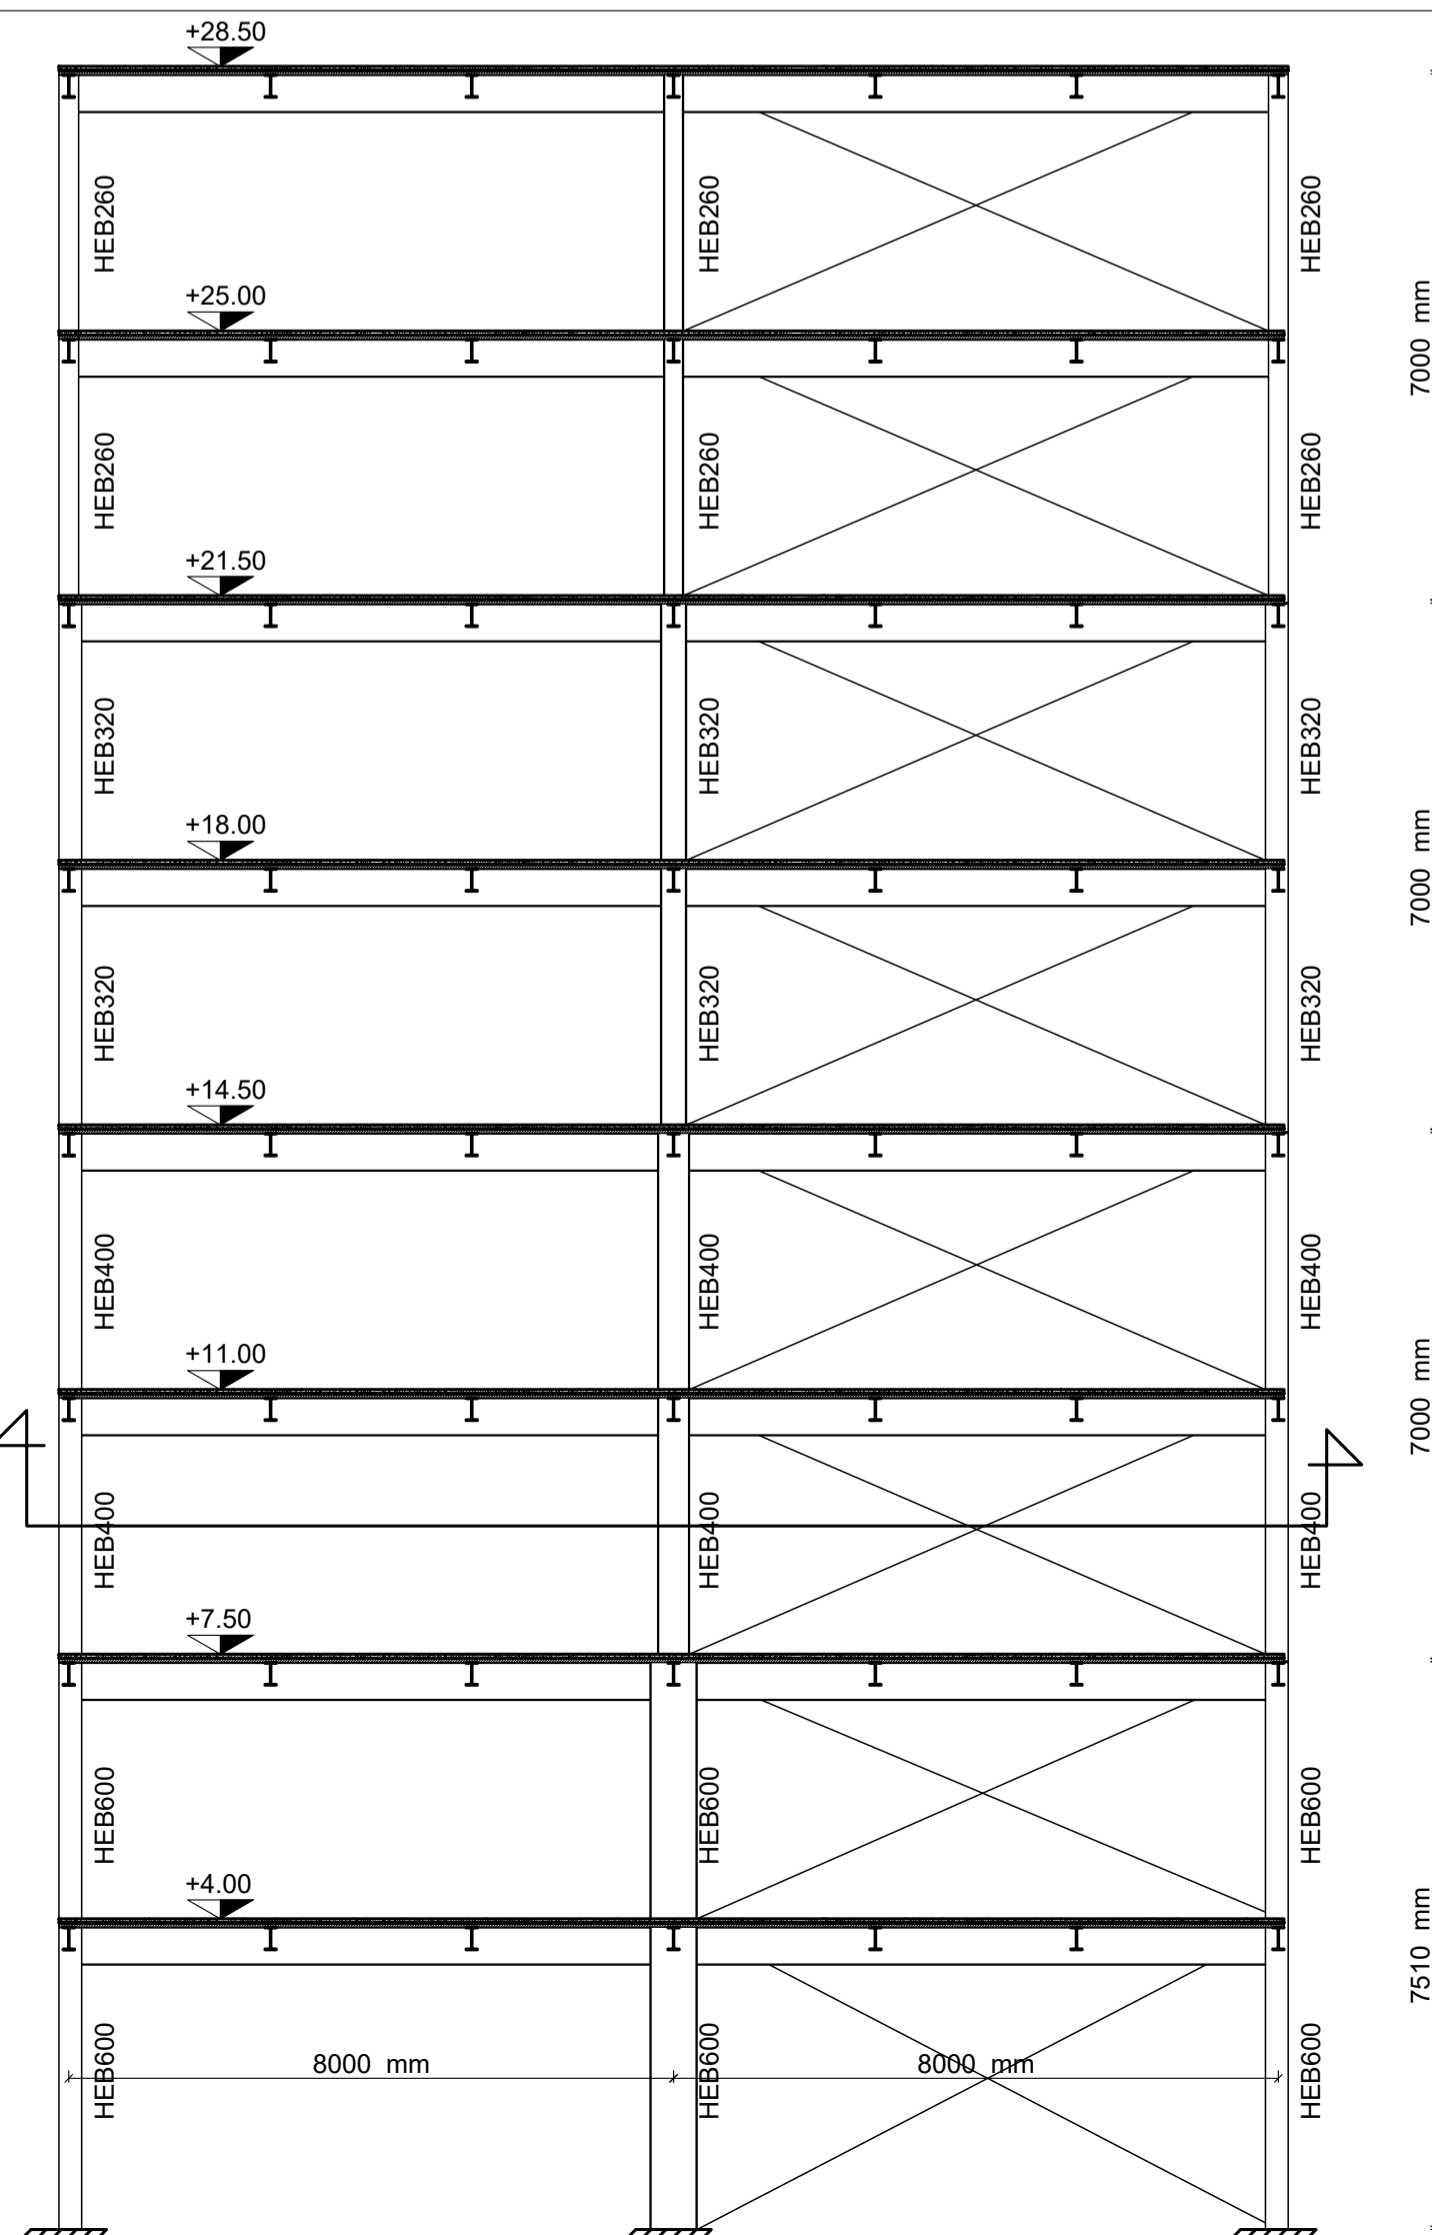 +28.50
HEB260 HEB260 HEB260
+25.00
7000 mm
HEB260 HEB260 HEB260
+21.50
HEB320 HEB320 HEB320
+18.00
7000 mm
HEB320 HEB320 HEB320
+14.50
HEB400 HEB400 HEB400
+11.00
7000 mm
HEB400 HEB400 HEB400
+7.50
HEB600 HEB600 HEB600
+4.00
7510 mm
HEB600 HEB600 HEB600
8000 mm 8000 mm